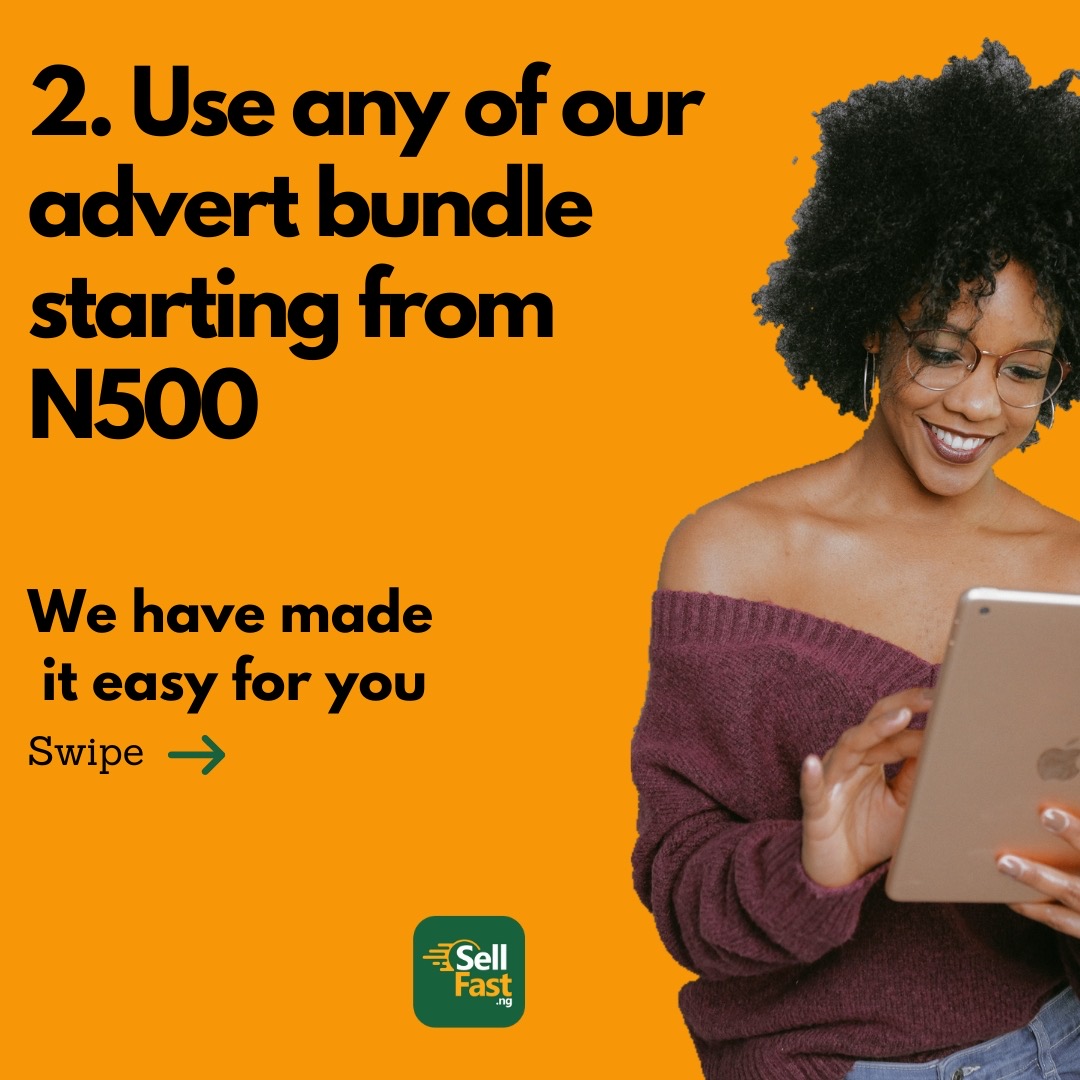 2. Use any of our
advert bundle
starting from
N500
We have made
it easy for you
Swipe
Sell
Fast
.ng